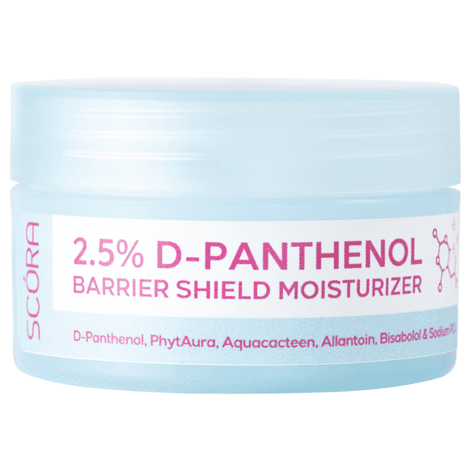 SCÓRA
2.5% D-PANTHENOL
BARRIER SHIELD MOISTURIZER
D-Panthenol, PhytAura, Aquacacteen, Allantoin, Bisabolol & Sodium